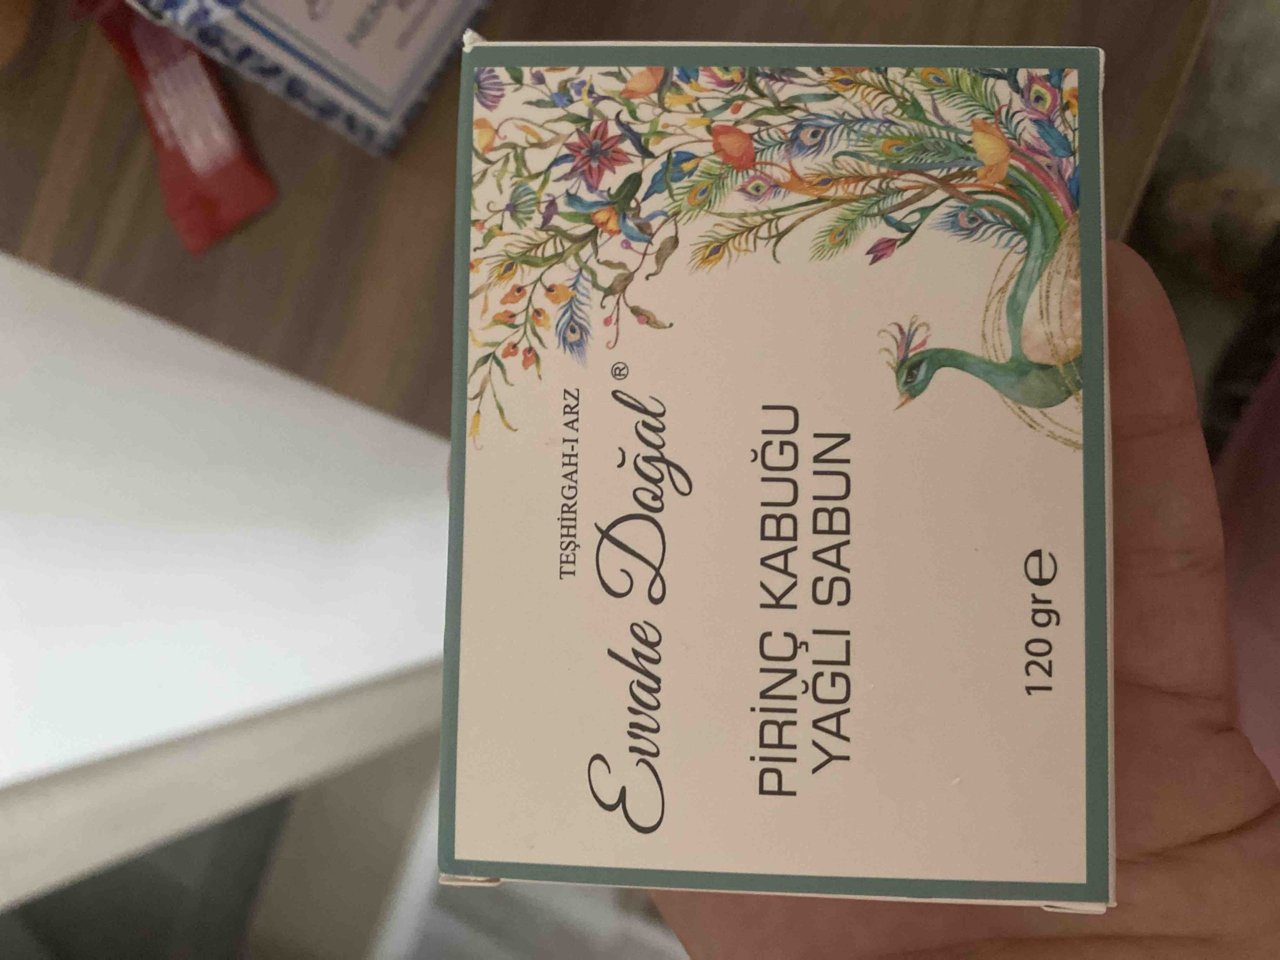 TEŞHİRGAH-I ARZ
Evvahe Doğal®
PİRİNÇ KABUĞU
YAĞLI SABUN
120 gr ℮